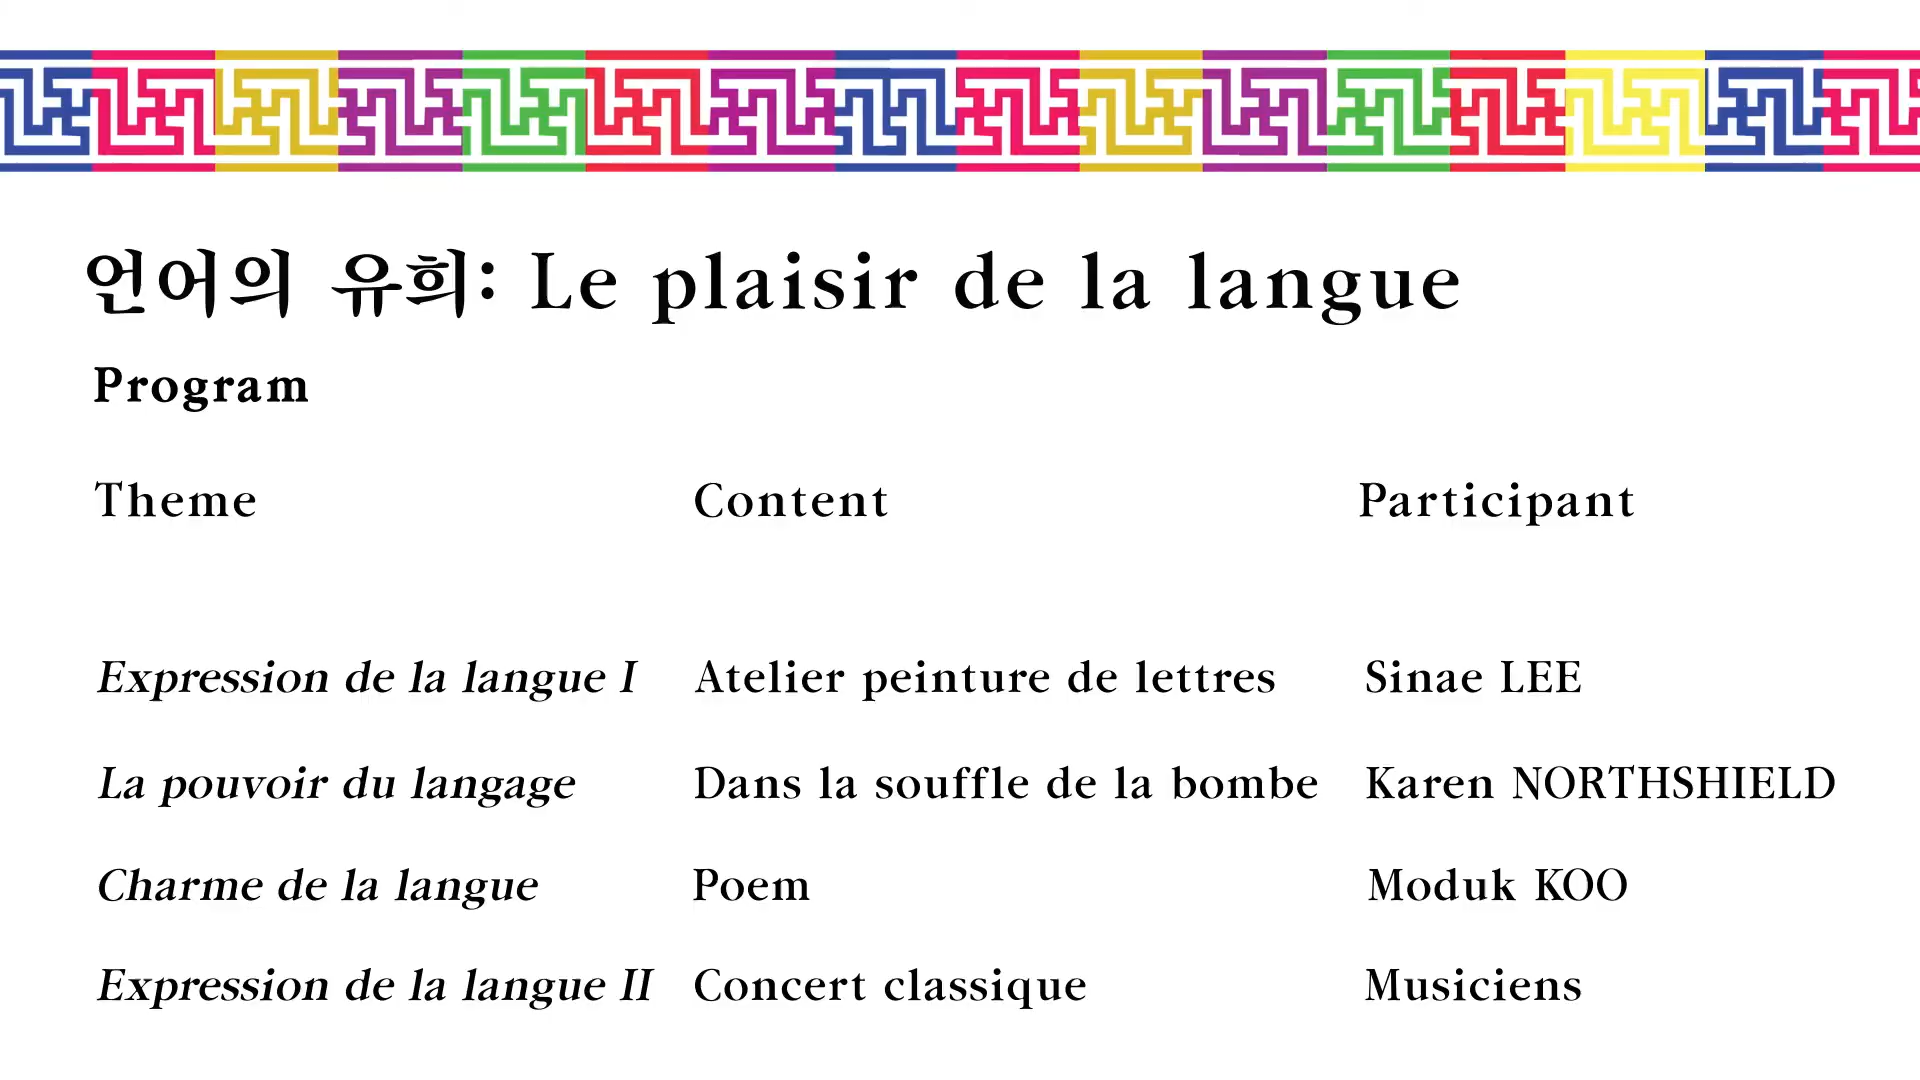 언어의 유희: Le plaisir de la langue
Program
Theme Content Participant
Expression de la langue I Atelier peinture de lettres Sinae LEE
La pouvoir du langage Dans la souffle de la bombe Karen NORTHSHIELD
Charme de la langue Poem Moduk KOO
Expression de la langue II Concert classique Musiciens